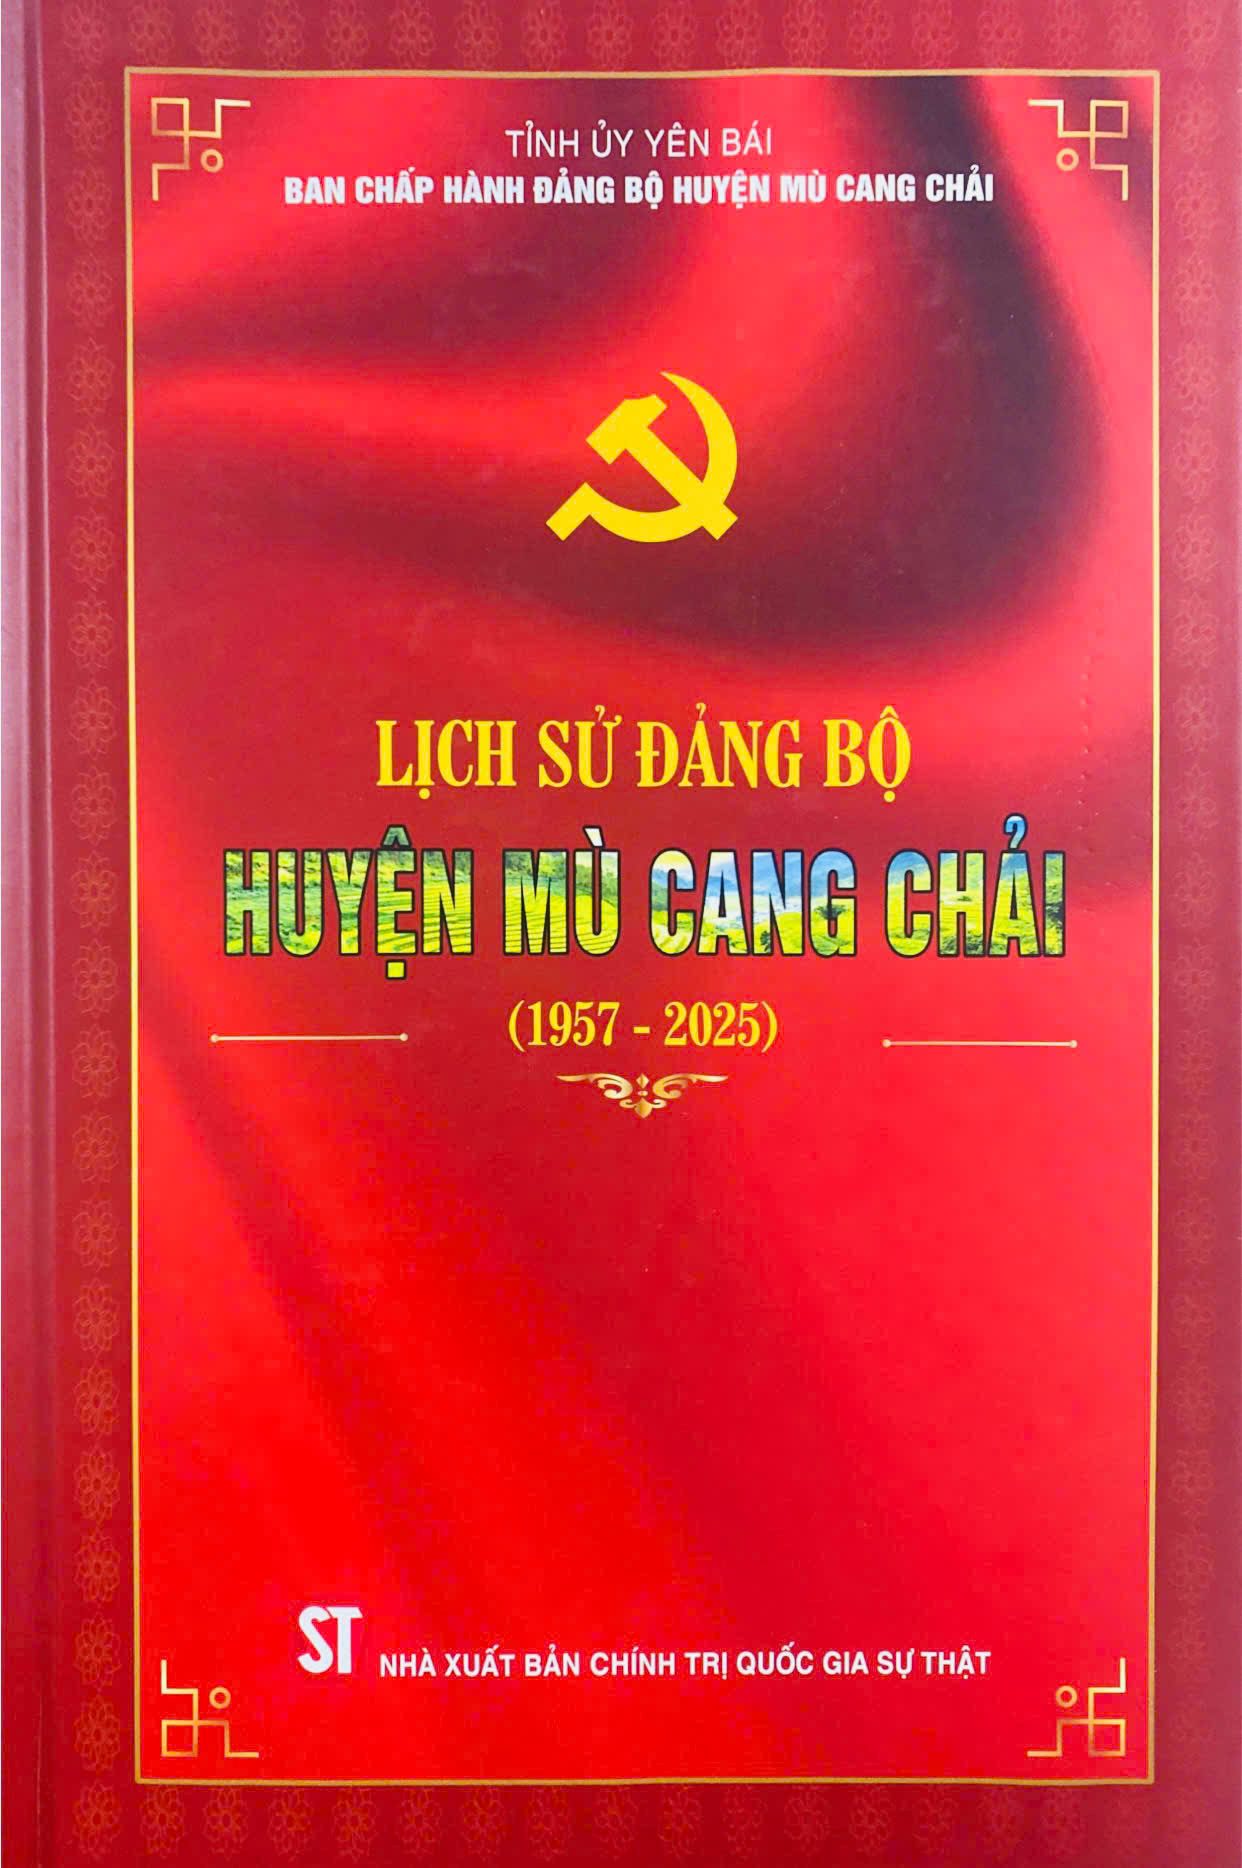 TỈNH ỦY YÊN BÁI
BAN CHẤP HÀNH ĐẢNG BỘ HUYỆN MÙ CANG CHẢI
LỊCH SỬ ĐẢNG BỘ
HUYỆN MÙ CANG CHẢI
(1957 - 2025)
ST NHÀ XUẤT BẢN CHÍNH TRỊ QUỐC GIA SỰ THẬT